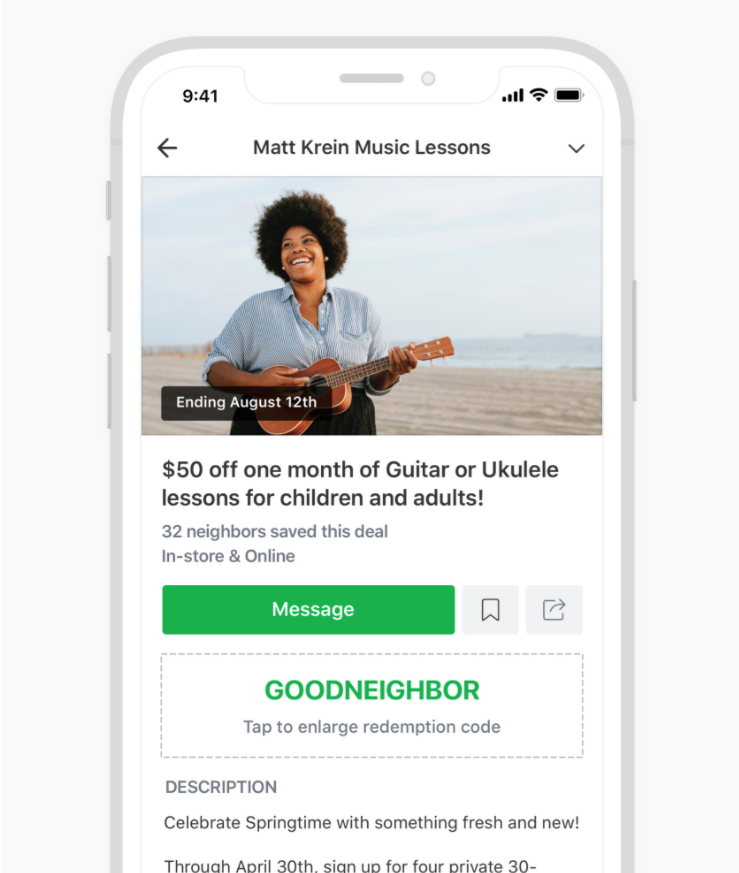 9:41
Matt Krein Music Lessons
Ending August 12th
$50 off one month of Guitar or Ukulele
lessons for children and adults!
32 neighbors saved this deal
In-store & Online
Message
GOODNEIGHBOR
Tap to enlarge redemption code
DESCRIPTION
Celebrate Springtime with something fresh and new!
Through April 30th, sign up for four private 30-